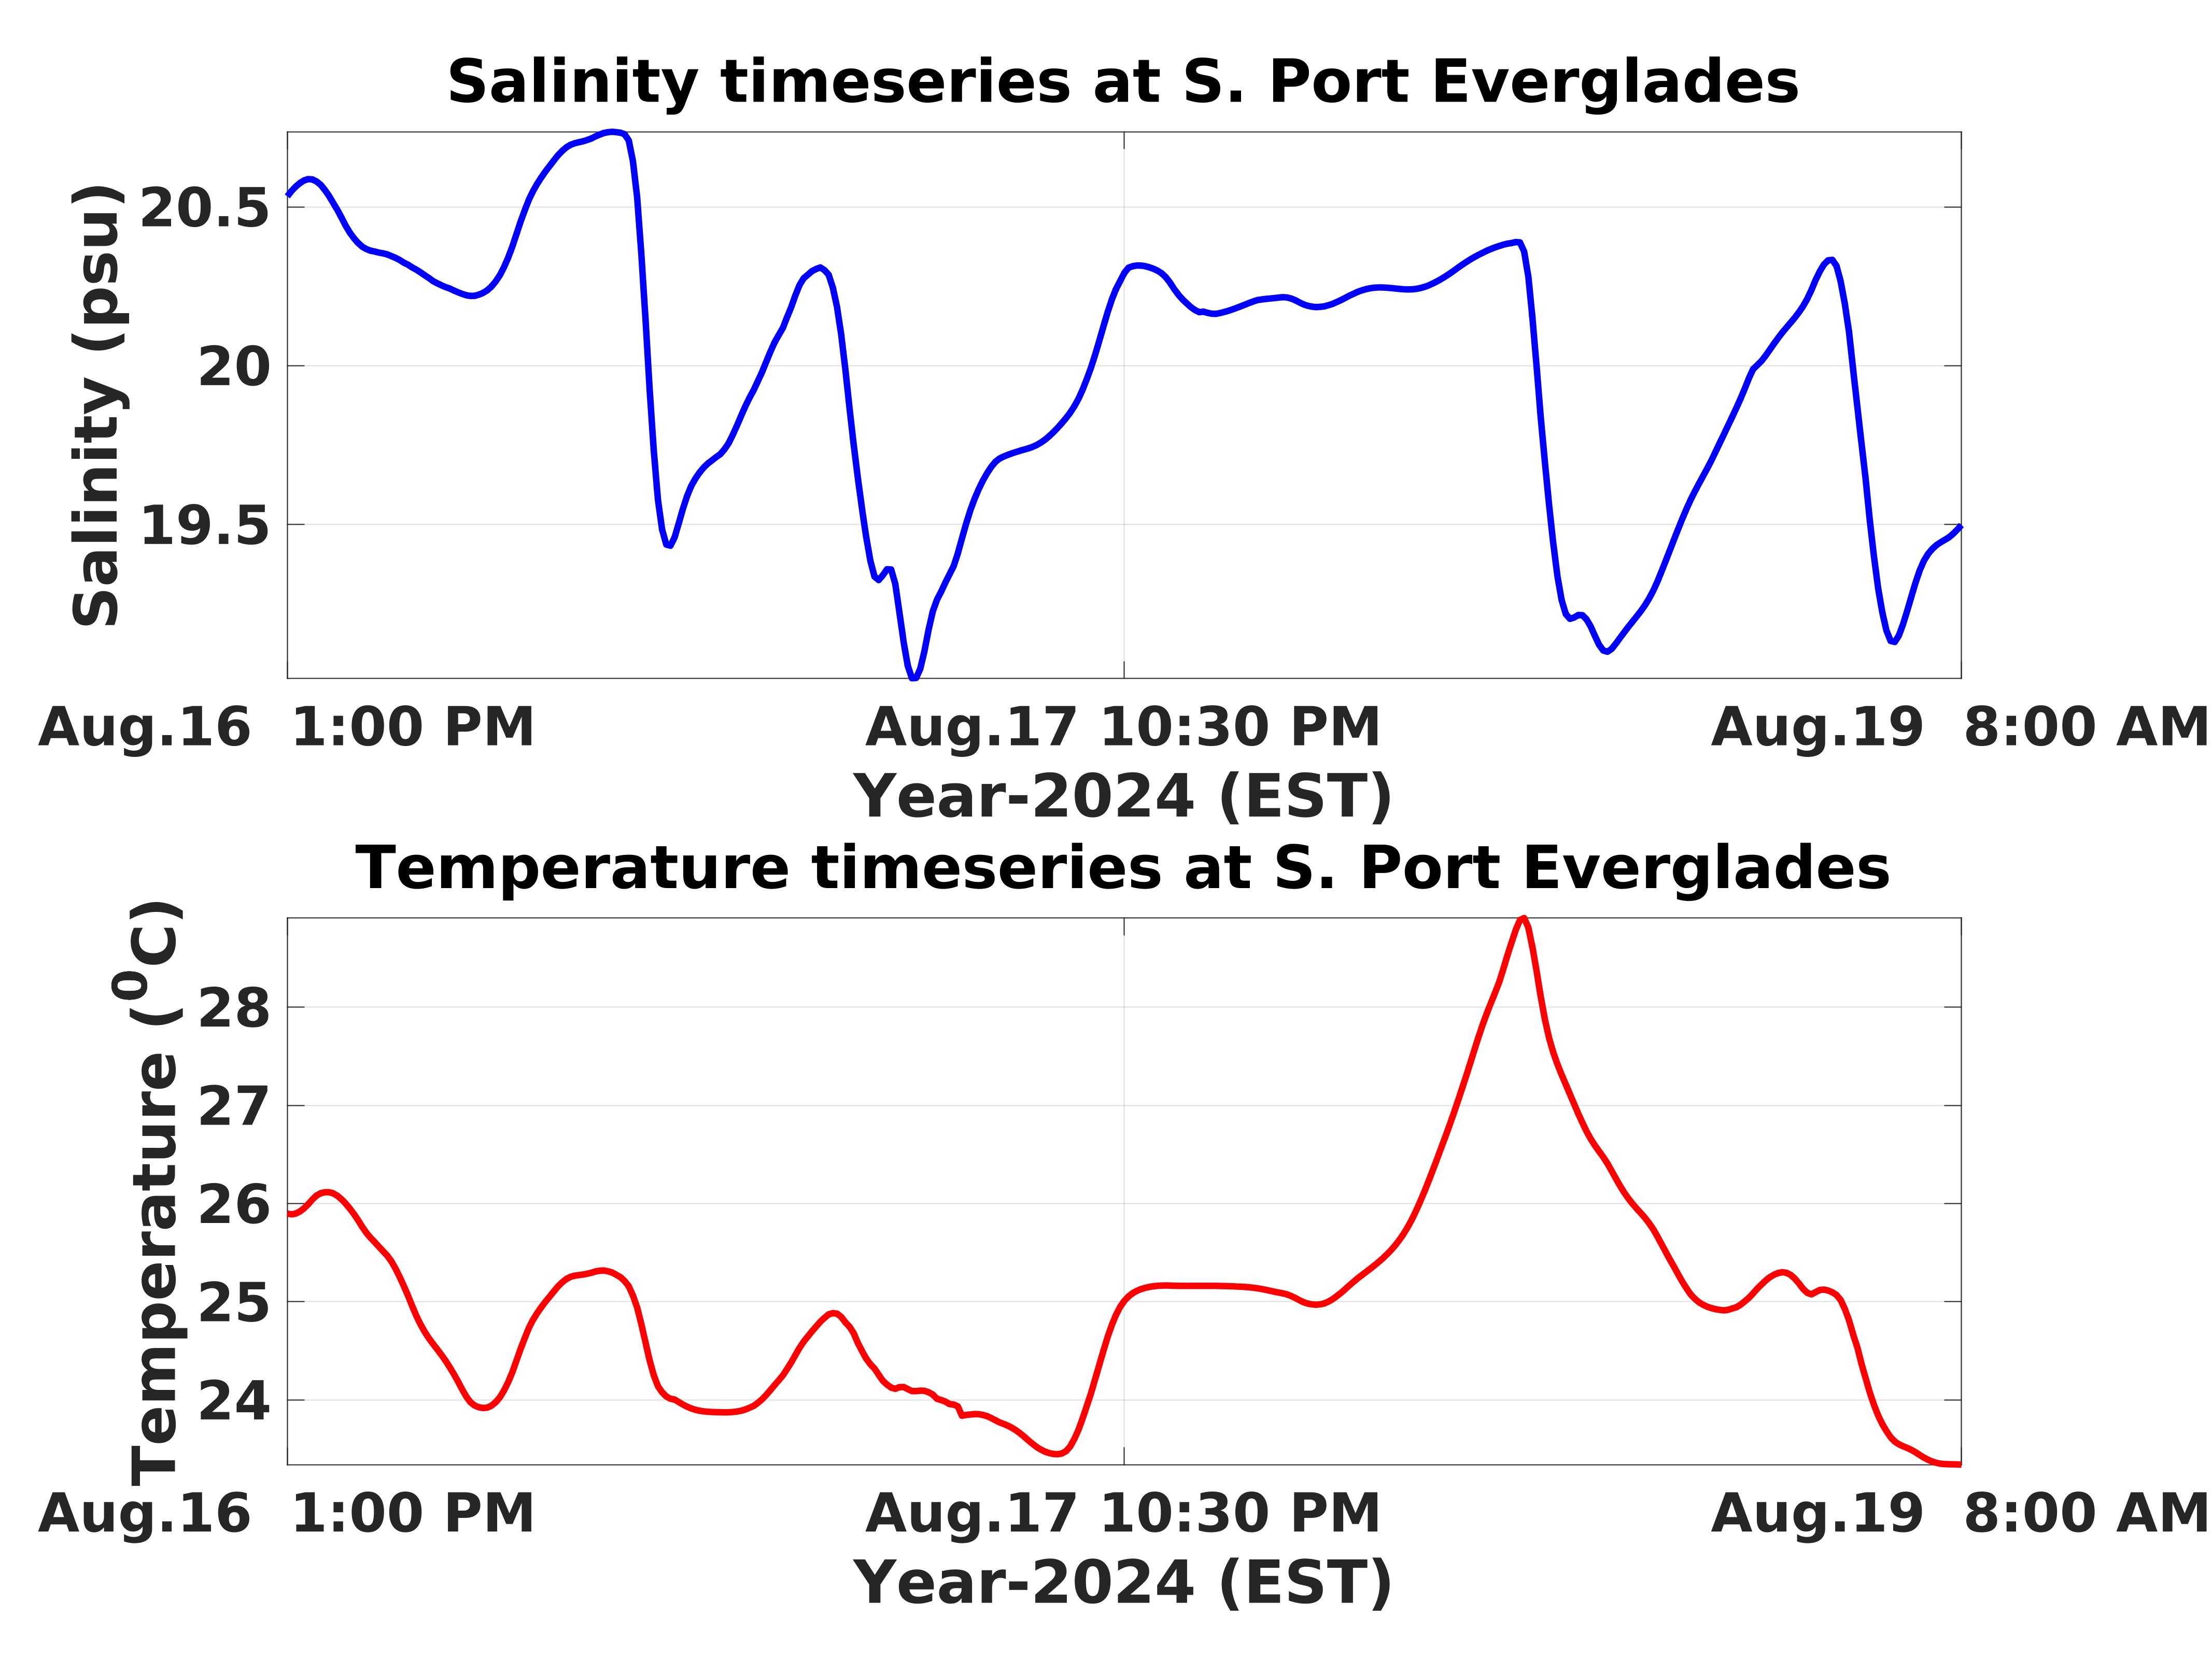 Salinity timeseries at S. Port Everglades
Salinity (psu)
20.5
20
19.5
Aug.16 1:00 PM
Aug.17 10:30 PM
Aug.19 8:00 AM
Year-2024 (EST)
Temperature timeseries at S. Port Everglades
Temperature (⁰C)
28
27
26
25
24
Aug.16 1:00 PM
Aug.17 10:30 PM
Aug.19 8:00 AM
Year-2024 (EST)